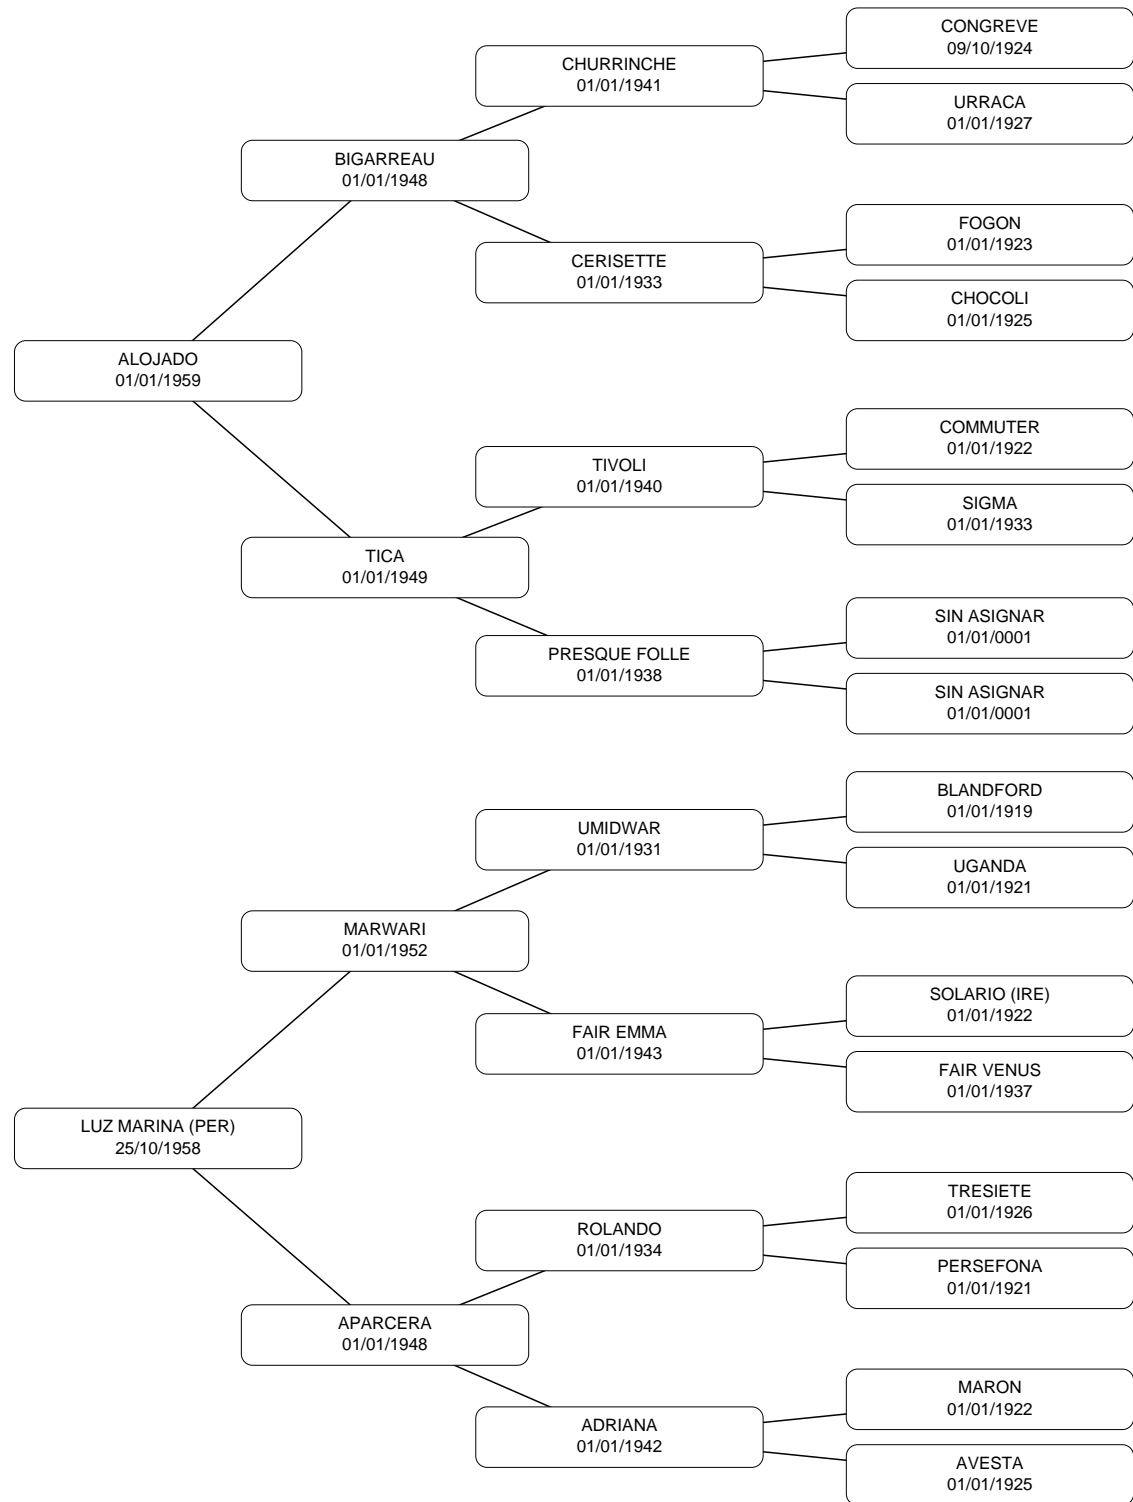 CONGREVE
09/10/1924
CHURRINCHE
01/01/1941
URRACA
01/01/1927
BIGARREAU
01/01/1948
FOGON
01/01/1923
CERISETTE
01/01/1933
CHOCOLI
01/01/1925
ALOJADO
01/01/1959
COMMUTER
01/01/1922
TIVOLI
01/01/1940
SIGMA
01/01/1933
TICA
01/01/1949
SIN ASIGNAR
01/01/0001
PRESQUE FOLLE
01/01/1938
SIN ASIGNAR
01/01/0001
BLANDFORD
01/01/1919
UMIDWAR
01/01/1931
UGANDA
01/01/1921
MARWARI
01/01/1952
SOLARIO (IRE)
01/01/1922
FAIR EMMA
01/01/1943
FAIR VENUS
01/01/1937
LUZ MARINA (PER)
25/10/1958
TRESIETE
01/01/1926
ROLANDO
01/01/1934
PERSEFONA
01/01/1921
APARCERA
01/01/1948
MARON
01/01/1922
ADRIANA
01/01/1942
AVESTA
01/01/1925